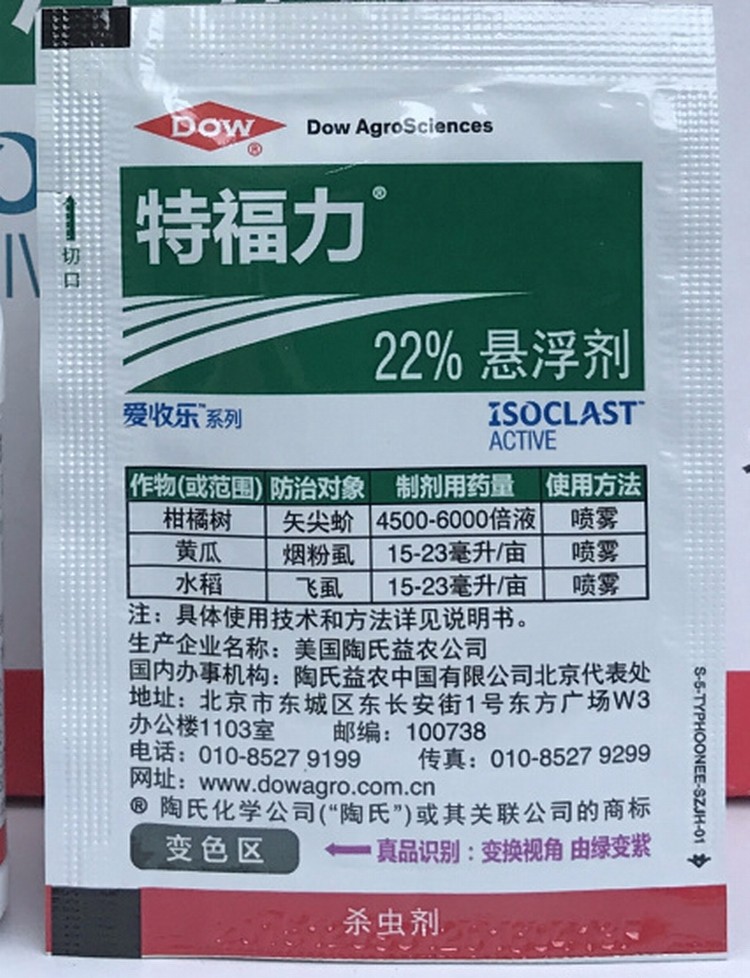 DOW®
Dow AgroSciences
特福力®
切口
22% 悬浮剂
爱收乐™系列
ISOCLAST™
ACTIVE
作物(或范围) 防治对象 制剂用药量 使用方法
柑橘树 矢尖蚧 4500-6000倍液 喷雾
黄瓜 烟粉虱 15-23毫升/亩 喷雾
水稻 飞虱 15-23毫升/亩 喷雾
注：具体使用技术和方法详见说明书。
生产企业名称：美国陶氏益农公司
国内办事机构：陶氏益农中国有限公司北京代表处
地址：北京市东城区东长安街1号东方广场W3
办公楼1103室 邮编：100738
电话：010-8527 9199 传真：010-8527 9299
网址：www.dowagro.com.cn
® 陶氏化学公司(“陶氏”)或其关联公司的商标
变色区 真品识别：变换视角 由绿变紫
S-5-TYPHOONEE-SZJH-01
杀虫剂